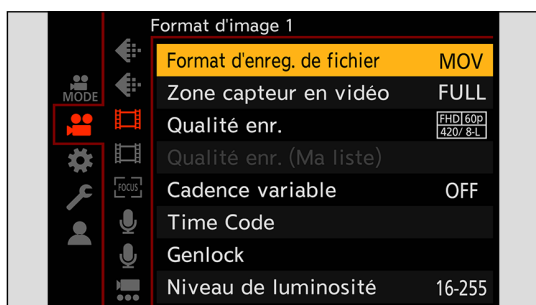 Format d'image 1
Format d'enreg. de fichier MOV
MODE
Zone capteur en vidéo FULL
Qualité enr. FHD 60p 420/ 8-L
Qualité enr. (Ma liste)
FOCUS
Cadence variable OFF
Time Code
Genlock
Niveau de luminosité 16-255